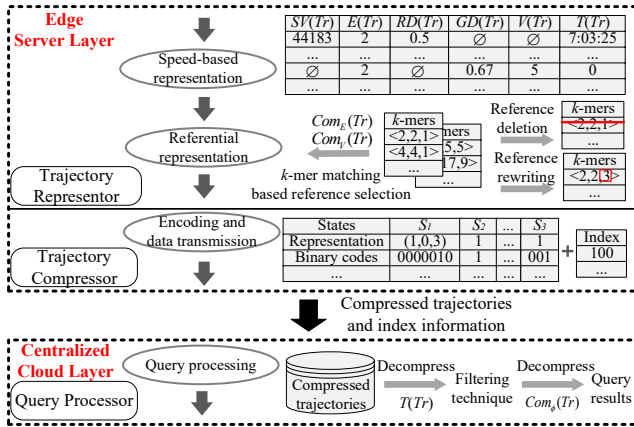 Edge
Server Layer
SV(Tr) E(Tr) RD(Tr) GD(Tr) V(Tr) T(Tr)
44183 2 0.5 ∅ ∅ 7:03:25
... ... ... ... ... ...
∅ 2 ∅ 0.67 5 0
... ... ... ... ... ...
Speed-based
representation
Referential
representation
Com_E(Tr)
Com_V(Tr)
k-mer matching
based reference selection
k-mers
<2,2,1>
<4,4,1>
...
mers
5,5>
17,9>
Reference
deletion
k-mers
<2,2,1>
...
Reference
rewriting
k-mers
<2,2,3>
...
Trajectory
Representor
Encoding and
data transmission
States S₁ S₂ ... S₃
Representation (1,0,3) 1 ... 1
Binary codes 0000010 1 ... 001
... ... ... ... ...
+
Index
100
...
Trajectory
Compressor
Compressed trajectories
and index information
Centralized
Cloud Layer
Query processing
Query Processor
Compressed
trajectories
Decompress
T(Tr)
Filtering
technique
Decompress
Com_ϕ(Tr)
Query
results